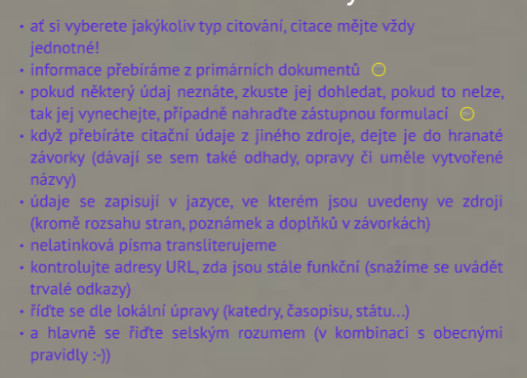 • ať si vyberete jakýkoliv typ citování, citace mějte vždy
jednotné!
• informace přebíráme z primárních dokumentů
• pokud některý údaj neznáte, zkuste jej dohledat, pokud to nelze,
tak jej vynechejte, případně nahraďte zástupnou formulací
• když přebíráte citační údaje z jiného zdroje, dejte je do hranaté
závorky (dávají se sem také odhady, opravy či uměle vytvořené
názvy)
• údaje se zapisují v jazyce, ve kterém jsou uvedeny ve zdroji
(kromě rozsahu stran, poznámek a doplňků v závorkách)
• nelatinková písma transliterujeme
• kontrolujte adresy URL, zda jsou stále funkční (snažíme se uvádět
trvalé odkazy)
• řídťe se dle lokální úpravy (katedry, časopisu, státu...)
• a hlavně se řiďte selským rozumem (v kombinaci s obecnými
pravidly :-))